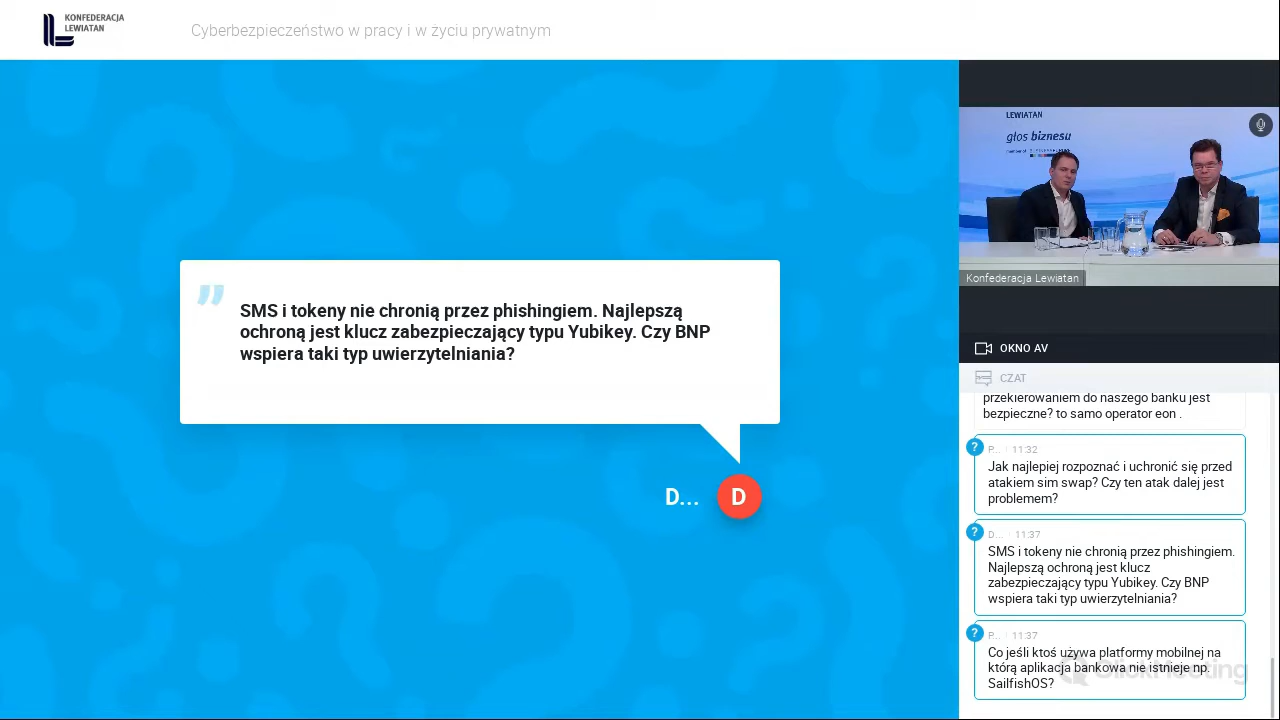 KONFEDERACJA
LEWIATAN
Cyberbezpieczeństwo w pracy i w życiu prywatnym
SMS i tokeny nie chronią przez phishingiem. Najlepszą
ochroną jest klucz zabezpieczający typu Yubikey. Czy BNP
wspiera taki typ uwierzytelniania?
D...
D
LEWIATAN
głos biznesu
Konfederacja Lewiatan
OKNO AV
CZAT
przekierowaniem do naszego banku jest
bezpieczne? to samo operator eon .
?
P... 11:32
Jak najlepiej rozpoznać i uchronić się przed
atakiem sim swap? Czy ten atak dalej jest
problemem?
?
D... 11:37
SMS i tokeny nie chronią przez phishingiem.
Najlepszą ochroną jest klucz
zabezpieczający typu Yubikey. Czy BNP
wspiera taki typ uwierzytelniania?
?
P... 11:37
Co jeśli ktoś używa platformy mobilnej na
którą aplikacja bankowa nie istnieje np.
SailfishOS?
ClickMeeting